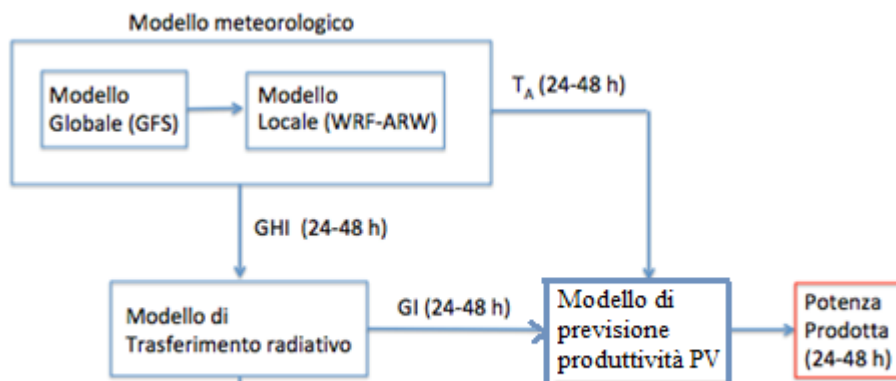 Modello meteorologico
Modello
Globale (GFS)
Modello
Locale (WRF-ARW)
TA (24-48 h)
GHI (24-48 h)
Modello di
Trasferimento radiativo
GI (24-48 h)
Modello di
previsione
produttività PV
Potenza
Prodotta
(24-48 h)